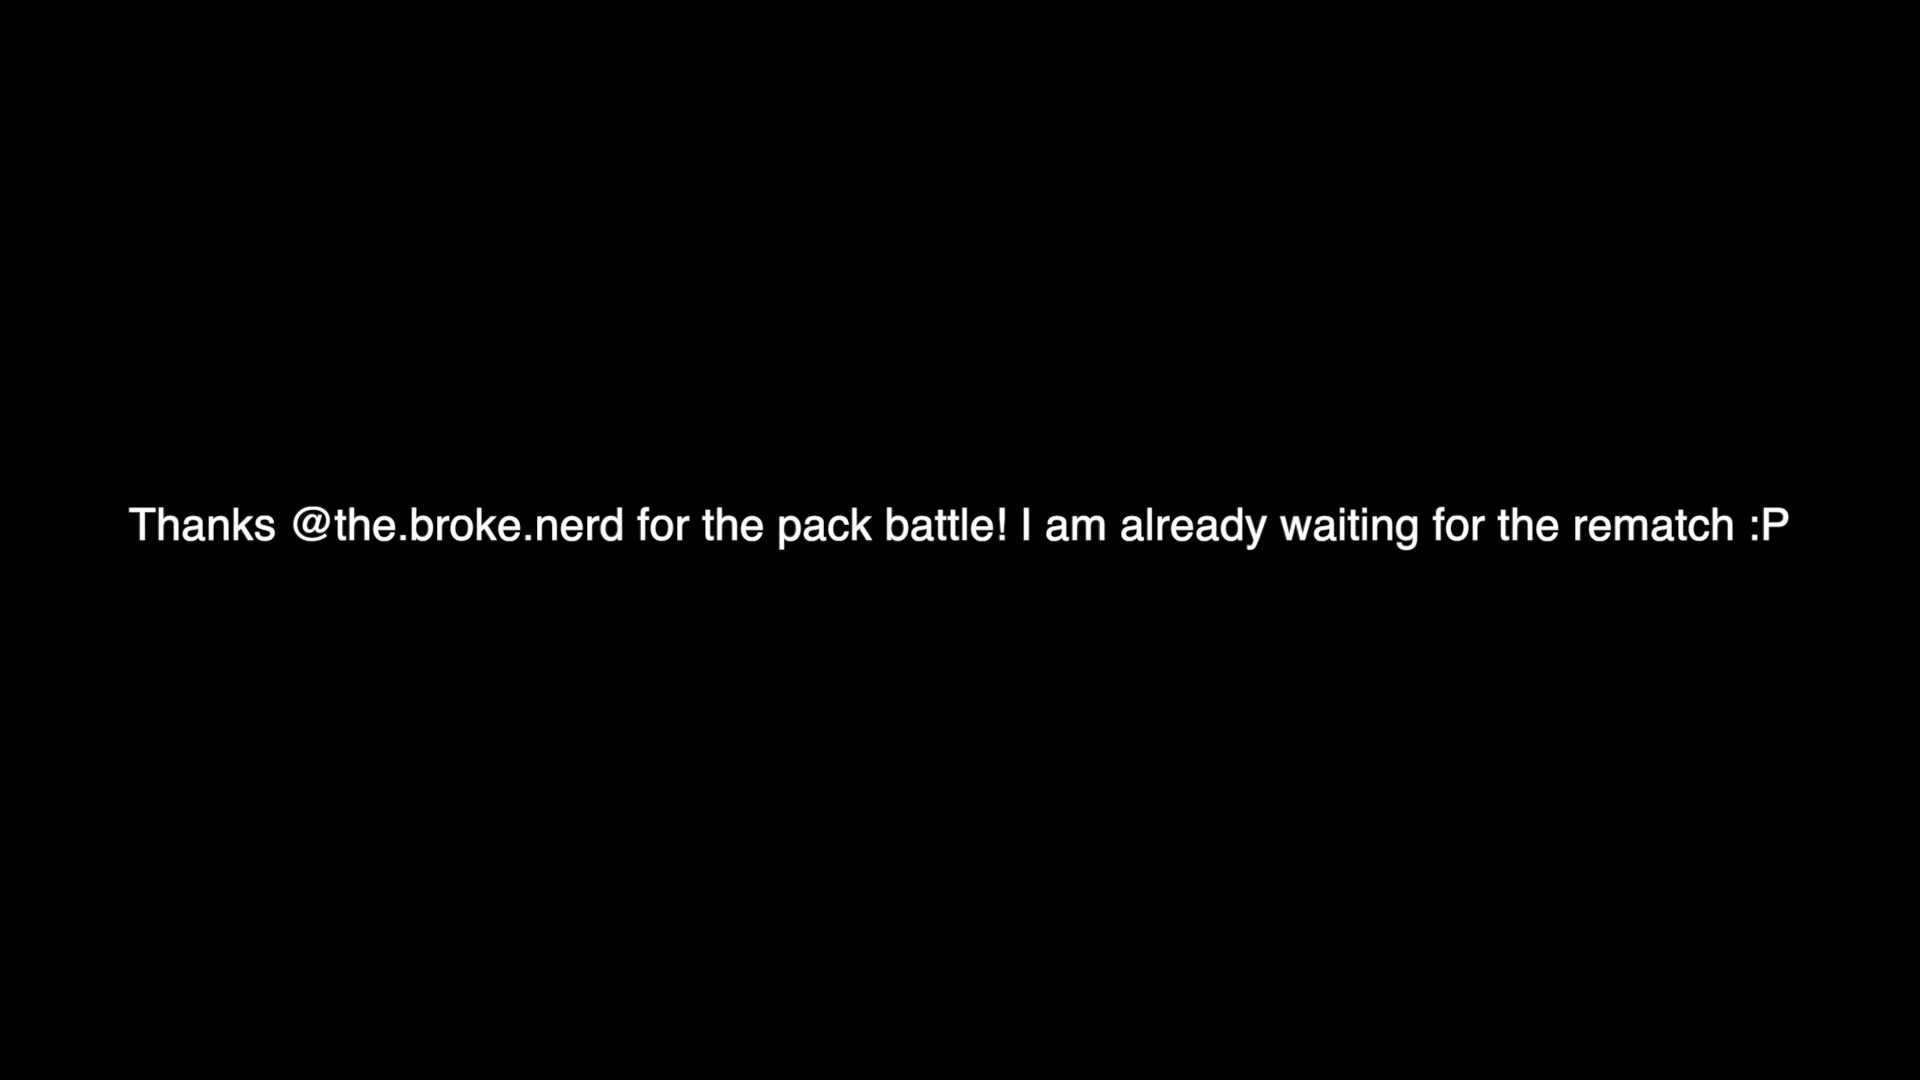 Thanks @the.broke.nerd for the pack battle! I am already waiting for the rematch :P